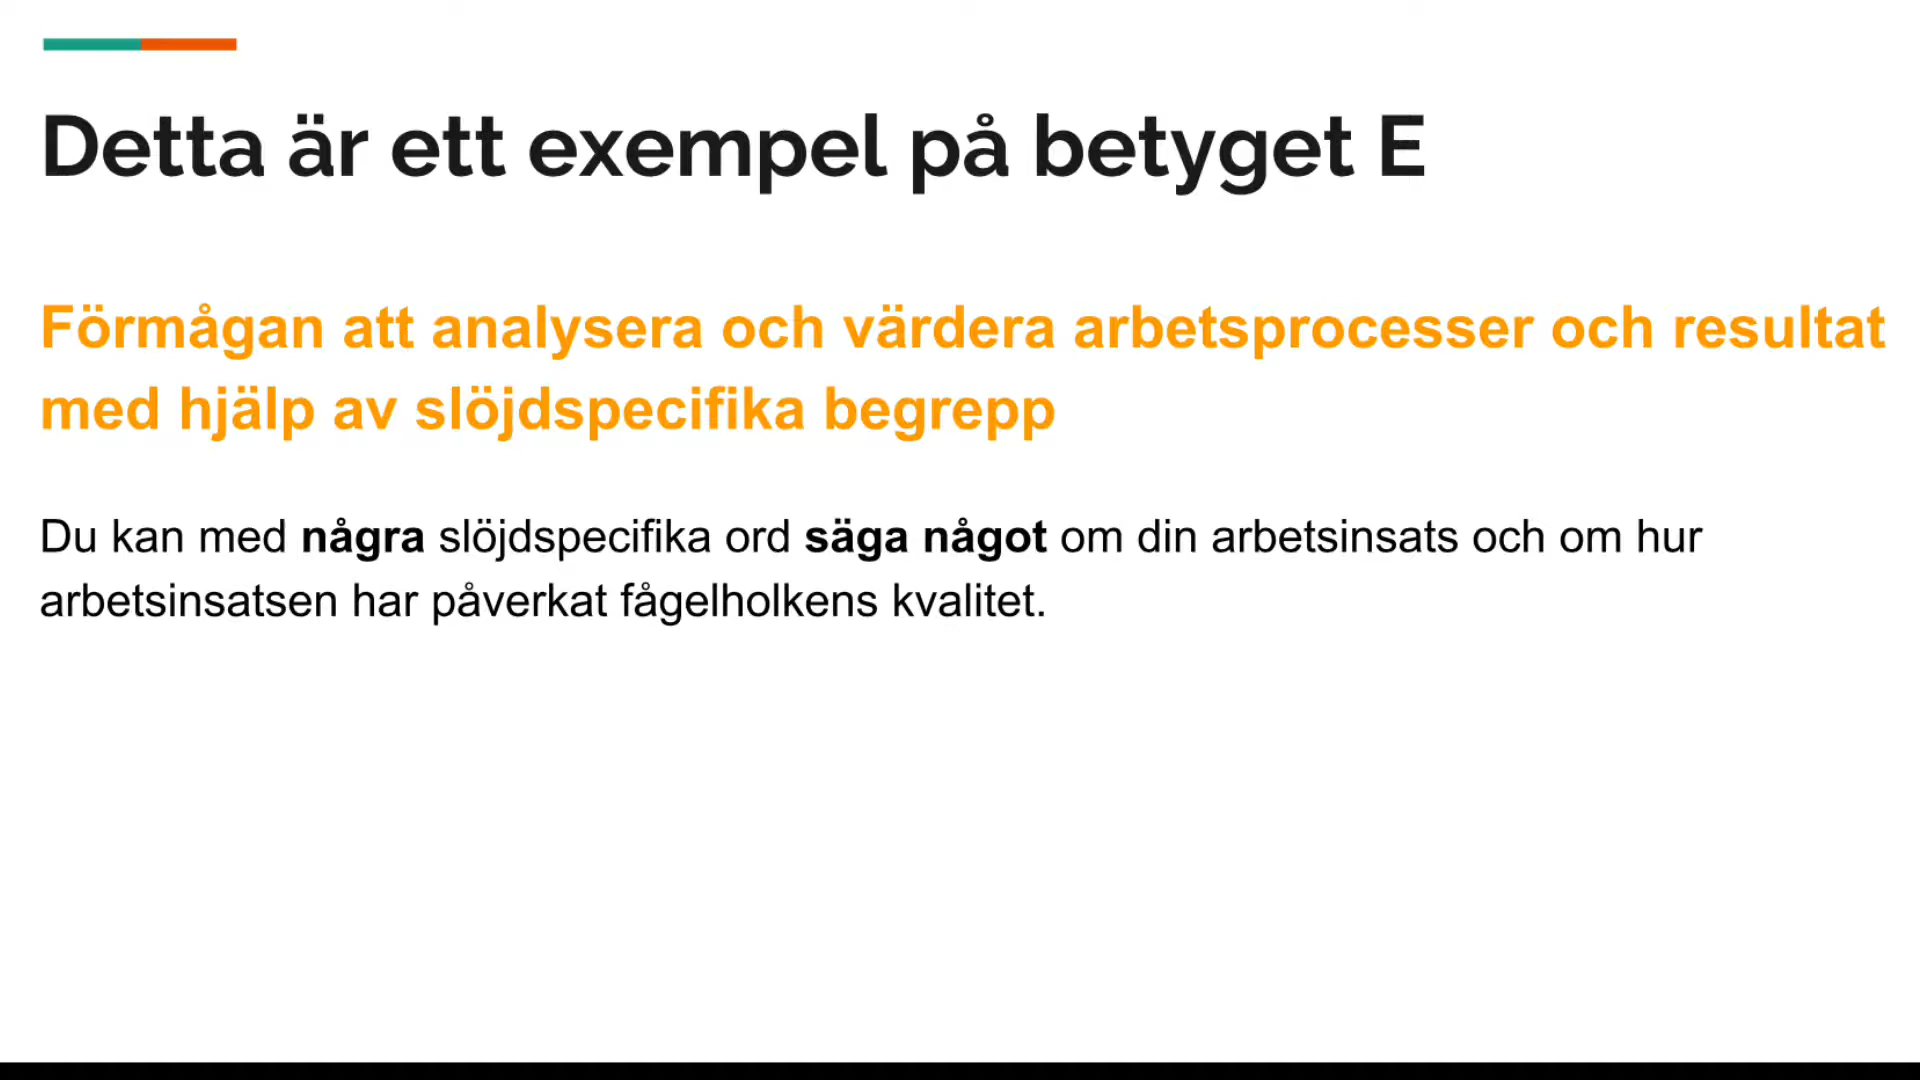 Detta är ett exempel på betyget E
Förmågan att analysera och värdera arbetsprocesser och resultat
med hjälp av slöjdspecifika begrepp
Du kan med några slöjdspecifika ord säga något om din arbetsinsats och om hur
arbetsinsatsen har påverkat fågelholkens kvalitet.